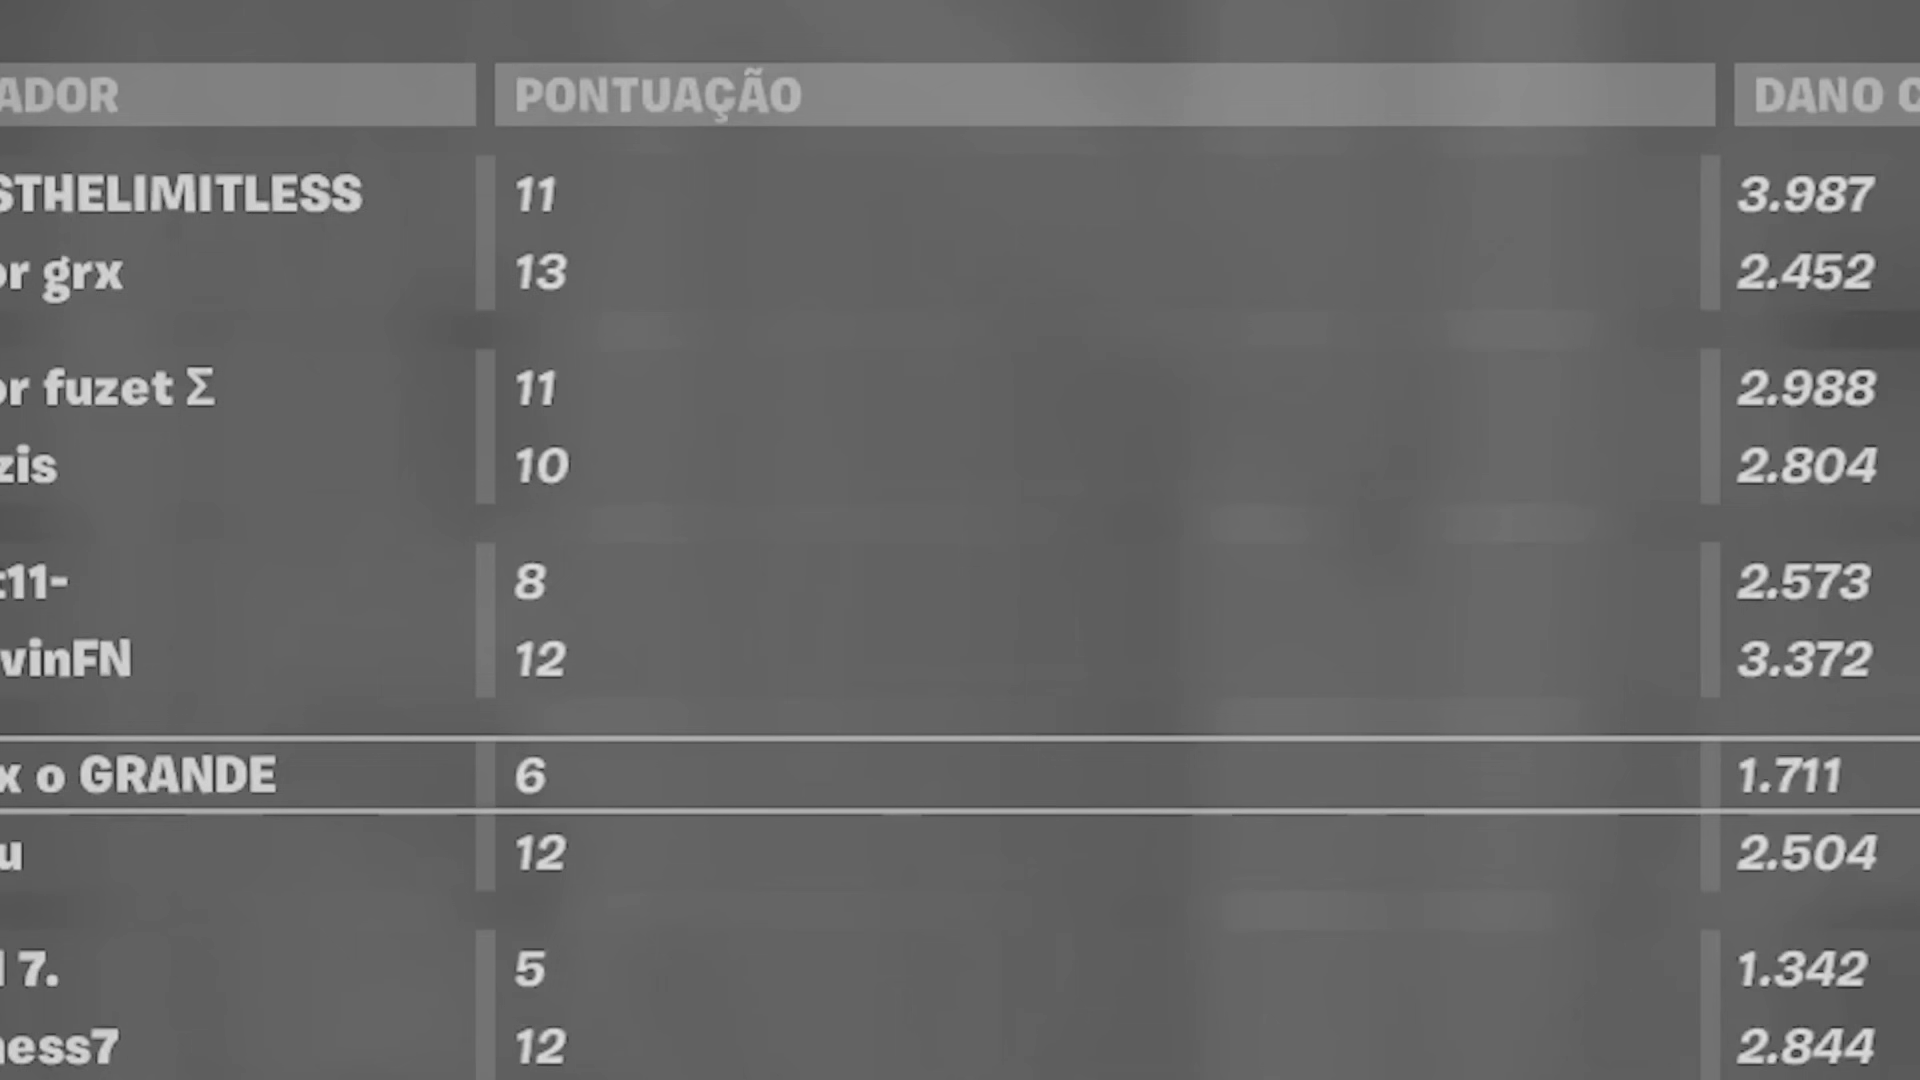 ADOR PONTUAÇÃO DANO C
STHELIMITLESS 11 3.987
or grx 13 2.452
or fuzet Σ 11 2.988
zis 10 2.804
t11- 8 2.573
vinFN 12 3.372
x o GRANDE 6 1.711
u 12 2.504
7. 5 1.342
ness7 12 2.844